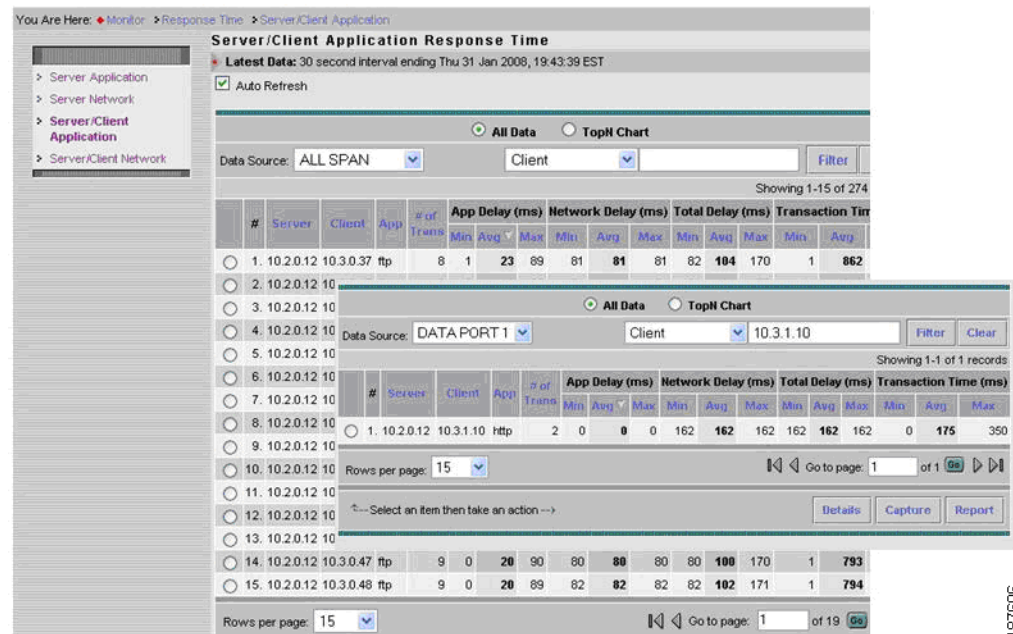 You Are Here: Monitor > Response Time > Server/Client Application
> Server Application
> Server Network
> Server/Client
Application
> Server/Client Network
Server/Client Application Response Time
Latest Data: 30 second interval ending Thu 31 Jan 2008, 19:43:39 EST
Auto Refresh
All Data TopN Chart
Data Source: ALL SPAN Client Filter
Showing 1-15 of 274
# Server Client App # of Trans App Delay (ms) Network Delay (ms) Total Delay (ms) Transaction Tim
Min Avg Max Min Avg Max Min Avg Max Min Avg
1. 10.2.0.12 10.3.0.37 ftp 8 1 23 89 81 81 81 82 104 170 1 862
2. 10.2.0.12 10
3. 10.2.0.12 10
4. 10.2.0.12 10
5. 10.2.0.12 10
6. 10.2.0.12 10
7. 10.2.0.12 10
8. 10.2.0.12 10
9. 10.2.0.12 10
10. 10.2.0.12 10
11. 10.2.0.12 10
12. 10.2.0.12 10
13. 10.2.0.12 10
14. 10.2.0.12 10.3.0.47 ftp 9 0 20 90 80 80 80 80 100 170 1 793
15. 10.2.0.12 10.3.0.48 ftp 9 0 20 89 82 82 82 82 102 171 1 794
Rows per page: 15 Go to page: 1 of 19 Go
All Data TopN Chart
Data Source: DATA PORT 1 Client 10.3.1.10 Filter Clear
Showing 1-1 of 1 records
# Server Client App # of Trans App Delay (ms) Network Delay (ms) Total Delay (ms) Transaction Time (ms)
Min Avg Max Min Avg Max Min Avg Max Min Avg Max
1. 10.2.0.12 10.3.1.10 http 2 0 0 0 162 162 162 162 162 162 0 175 350
Rows per page: 15 Go to page: 1 of 1 Go
Select an item then take an action --> Details Capture Report